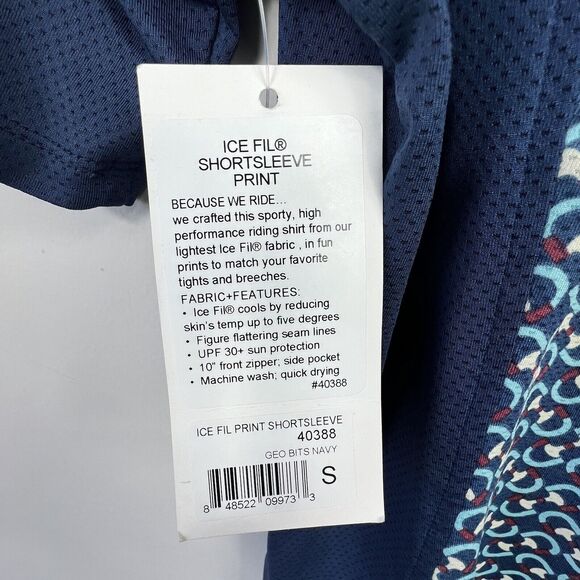 ICE FIL®
SHORTSLEEVE
PRINT
BECAUSE WE RIDE...
we crafted this sporty, high
performance riding shirt from our
lightest Ice Fil® fabric , in fun
prints to match your favorite
tights and breeches.
FABRIC+FEATURES:
• Ice Fil® cools by reducing
skin's temp up to five degrees
• Figure flattering seam lines
• UPF 30+ sun protection
• 10" front zipper; side pocket
• Machine wash; quick drying
#40388
ICE FIL PRINT SHORTSLEEVE
40388
GEO BITS NAVY
S
8 48522 09973 3